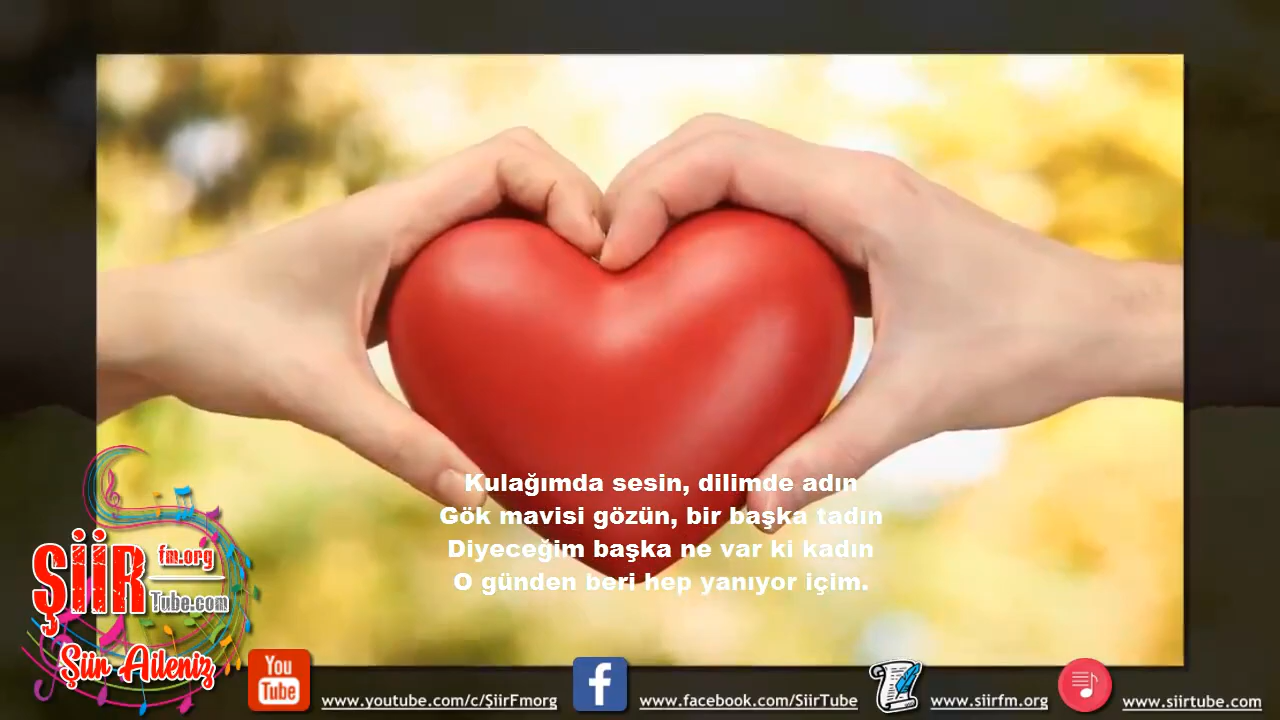 Kulağımda sesin, dilimde adın
Gök mavisi gözün, bir başka tadın
Diyeceğim başka ne var ki kadın
O günden beri hep yanıyor içim.
ŞiiR fm.org
Tube.com
Şiir Aileniz
You
Tube
www.youtube.com/c/ŞiirFmorg
f
www.facebook.com/SiirTube
www.siirfm.org
www.siirtube.com